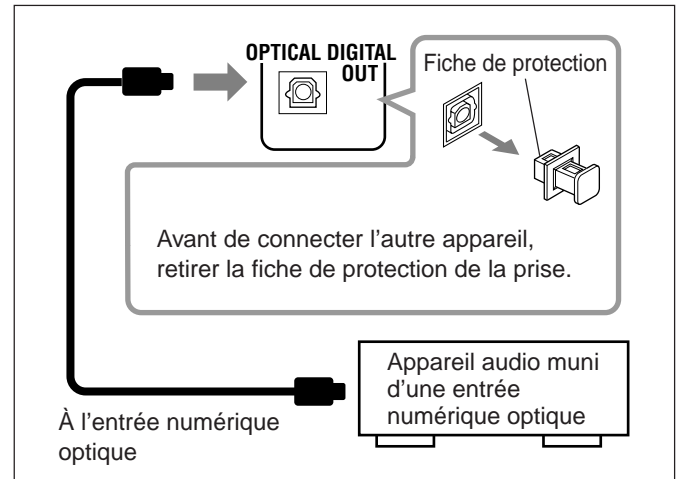 OPTICAL DIGITAL
OUT
Fiche de protection
Avant de connecter l’autre appareil,
retirer la fiche de protection de la prise.
Appareil audio muni
d’une entrée
numérique optique
À l’entrée numérique
optique